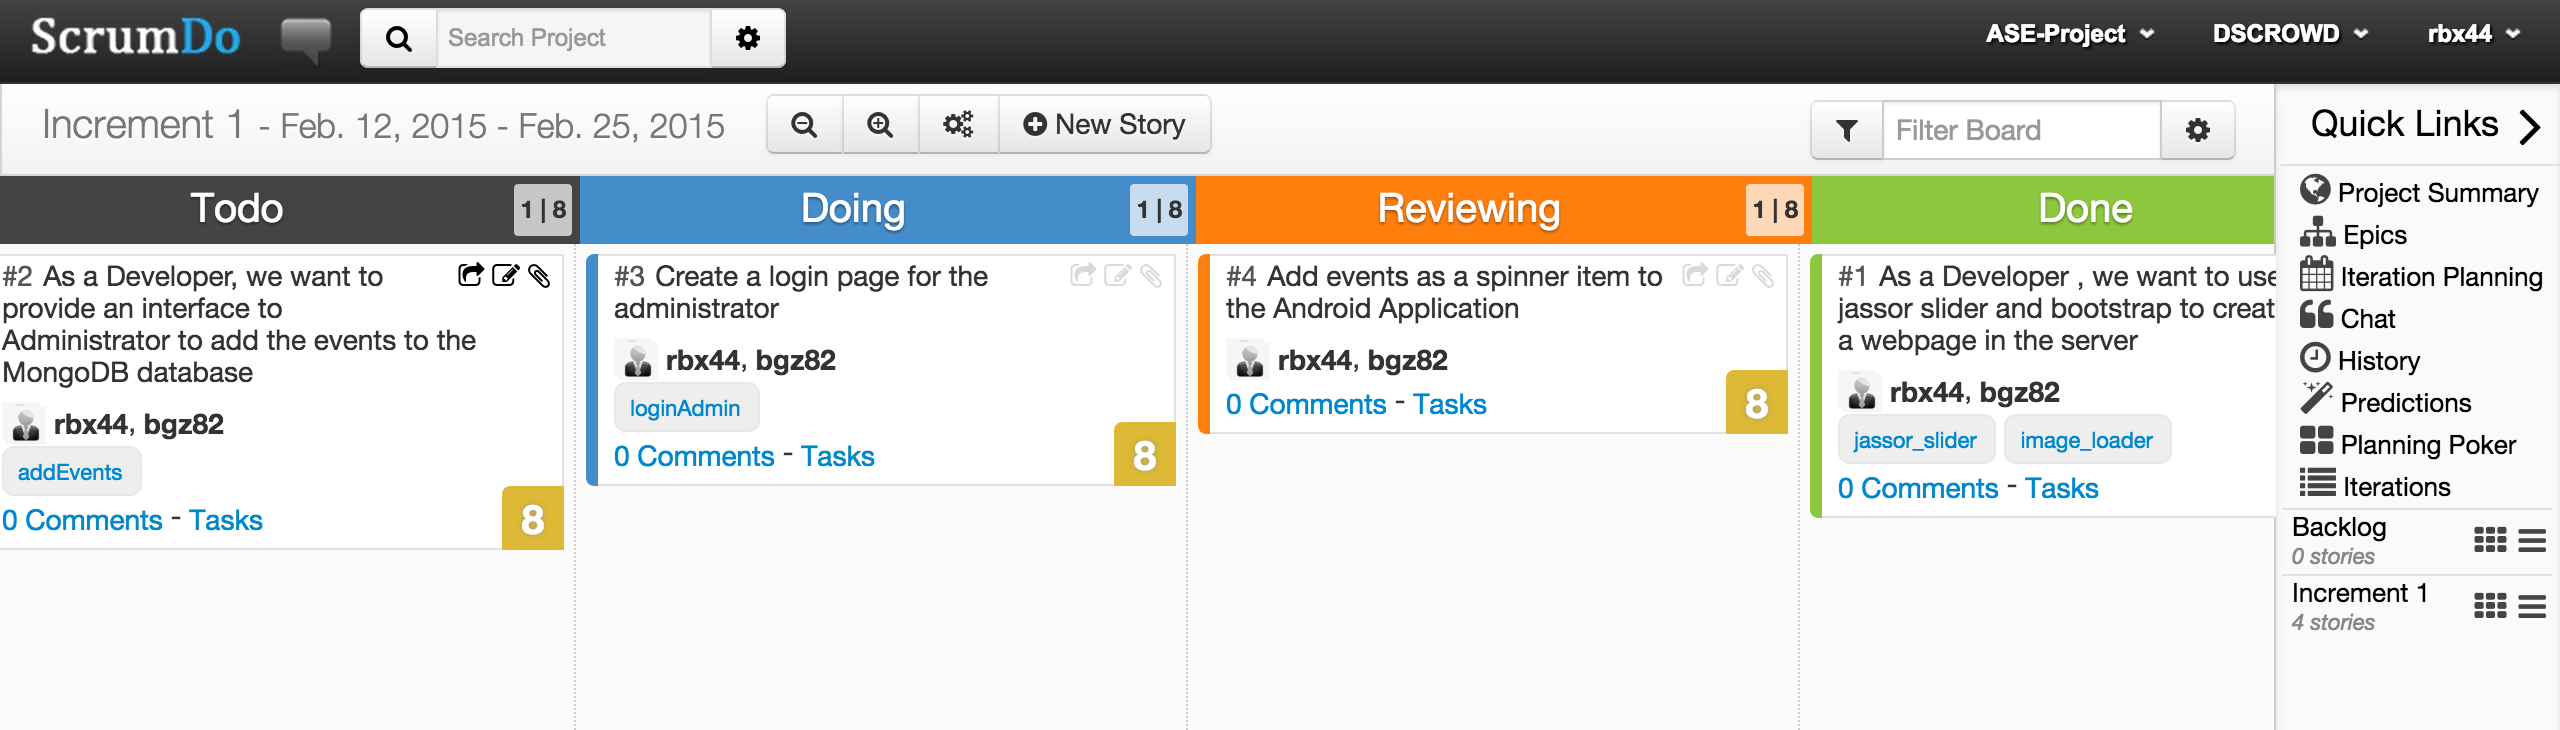 ScrumDo
Search Project
ASE-Project
DSCROWD
rbx44
Increment 1 - Feb. 12, 2015 - Feb. 25, 2015
New Story
Filter Board
Quick Links
Todo
1 | 8
Doing
1 | 8
Reviewing
1 | 8
Done
#2 As a Developer, we want to
provide an interface to
Administrator to add the events to the
MongoDB database
rbx44, bgz82
addEvents
0 Comments - Tasks
8
#3 Create a login page for the
administrator
rbx44, bgz82
loginAdmin
0 Comments - Tasks
8
#4 Add events as a spinner item to
the Android Application
rbx44, bgz82
0 Comments - Tasks
8
#1 As a Developer , we want to use
jassor slider and bootstrap to creat
a webpage in the server
rbx44, bgz82
jassor_slider
image_loader
0 Comments - Tasks
Project Summary
Epics
Iteration Planning
Chat
History
Predictions
Planning Poker
Iterations
Backlog
0 stories
Increment 1
4 stories